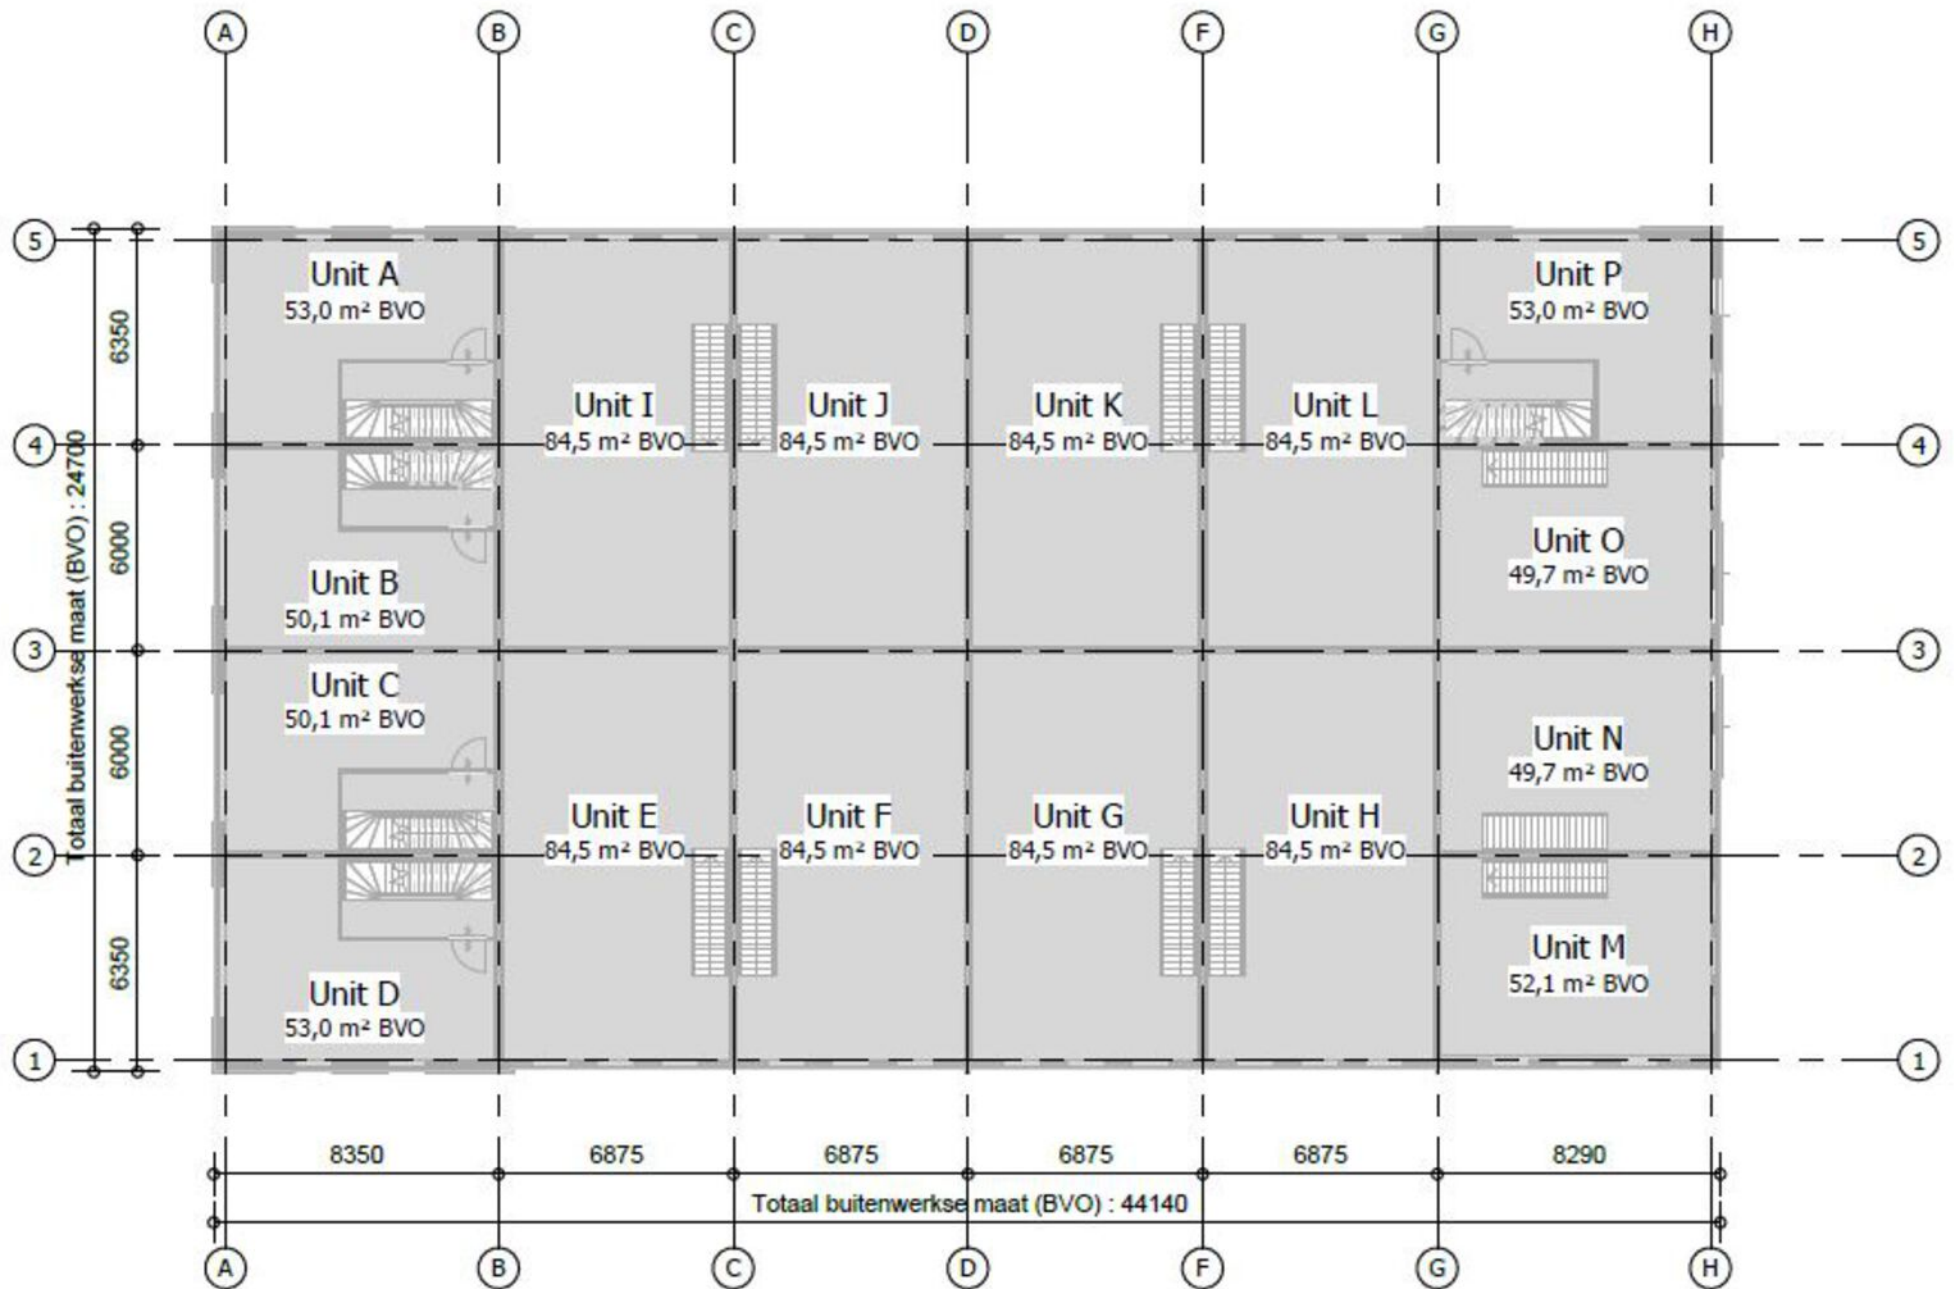 A B C D F G H
5 5
Unit A
53,0 m² BVO
Unit P
53,0 m² BVO
6350
Unit I
84,5 m² BVO
Unit J
84,5 m² BVO
Unit K
84,5 m² BVO
Unit L
84,5 m² BVO
4 4
Totaal buitenwerkse maat (BVO) : 24700
6000
Unit B
50,1 m² BVO
Unit O
49,7 m² BVO
3 3
Unit C
50,1 m² BVO
Unit N
49,7 m² BVO
6000
Unit E
84,5 m² BVO
Unit F
84,5 m² BVO
Unit G
84,5 m² BVO
Unit H
84,5 m² BVO
2 2
6350
Unit D
53,0 m² BVO
Unit M
52,1 m² BVO
1 1
8350 6875 6875 6875 6875 8290
Totaal buitenwerkse maat (BVO) : 44140
A B C D F G H